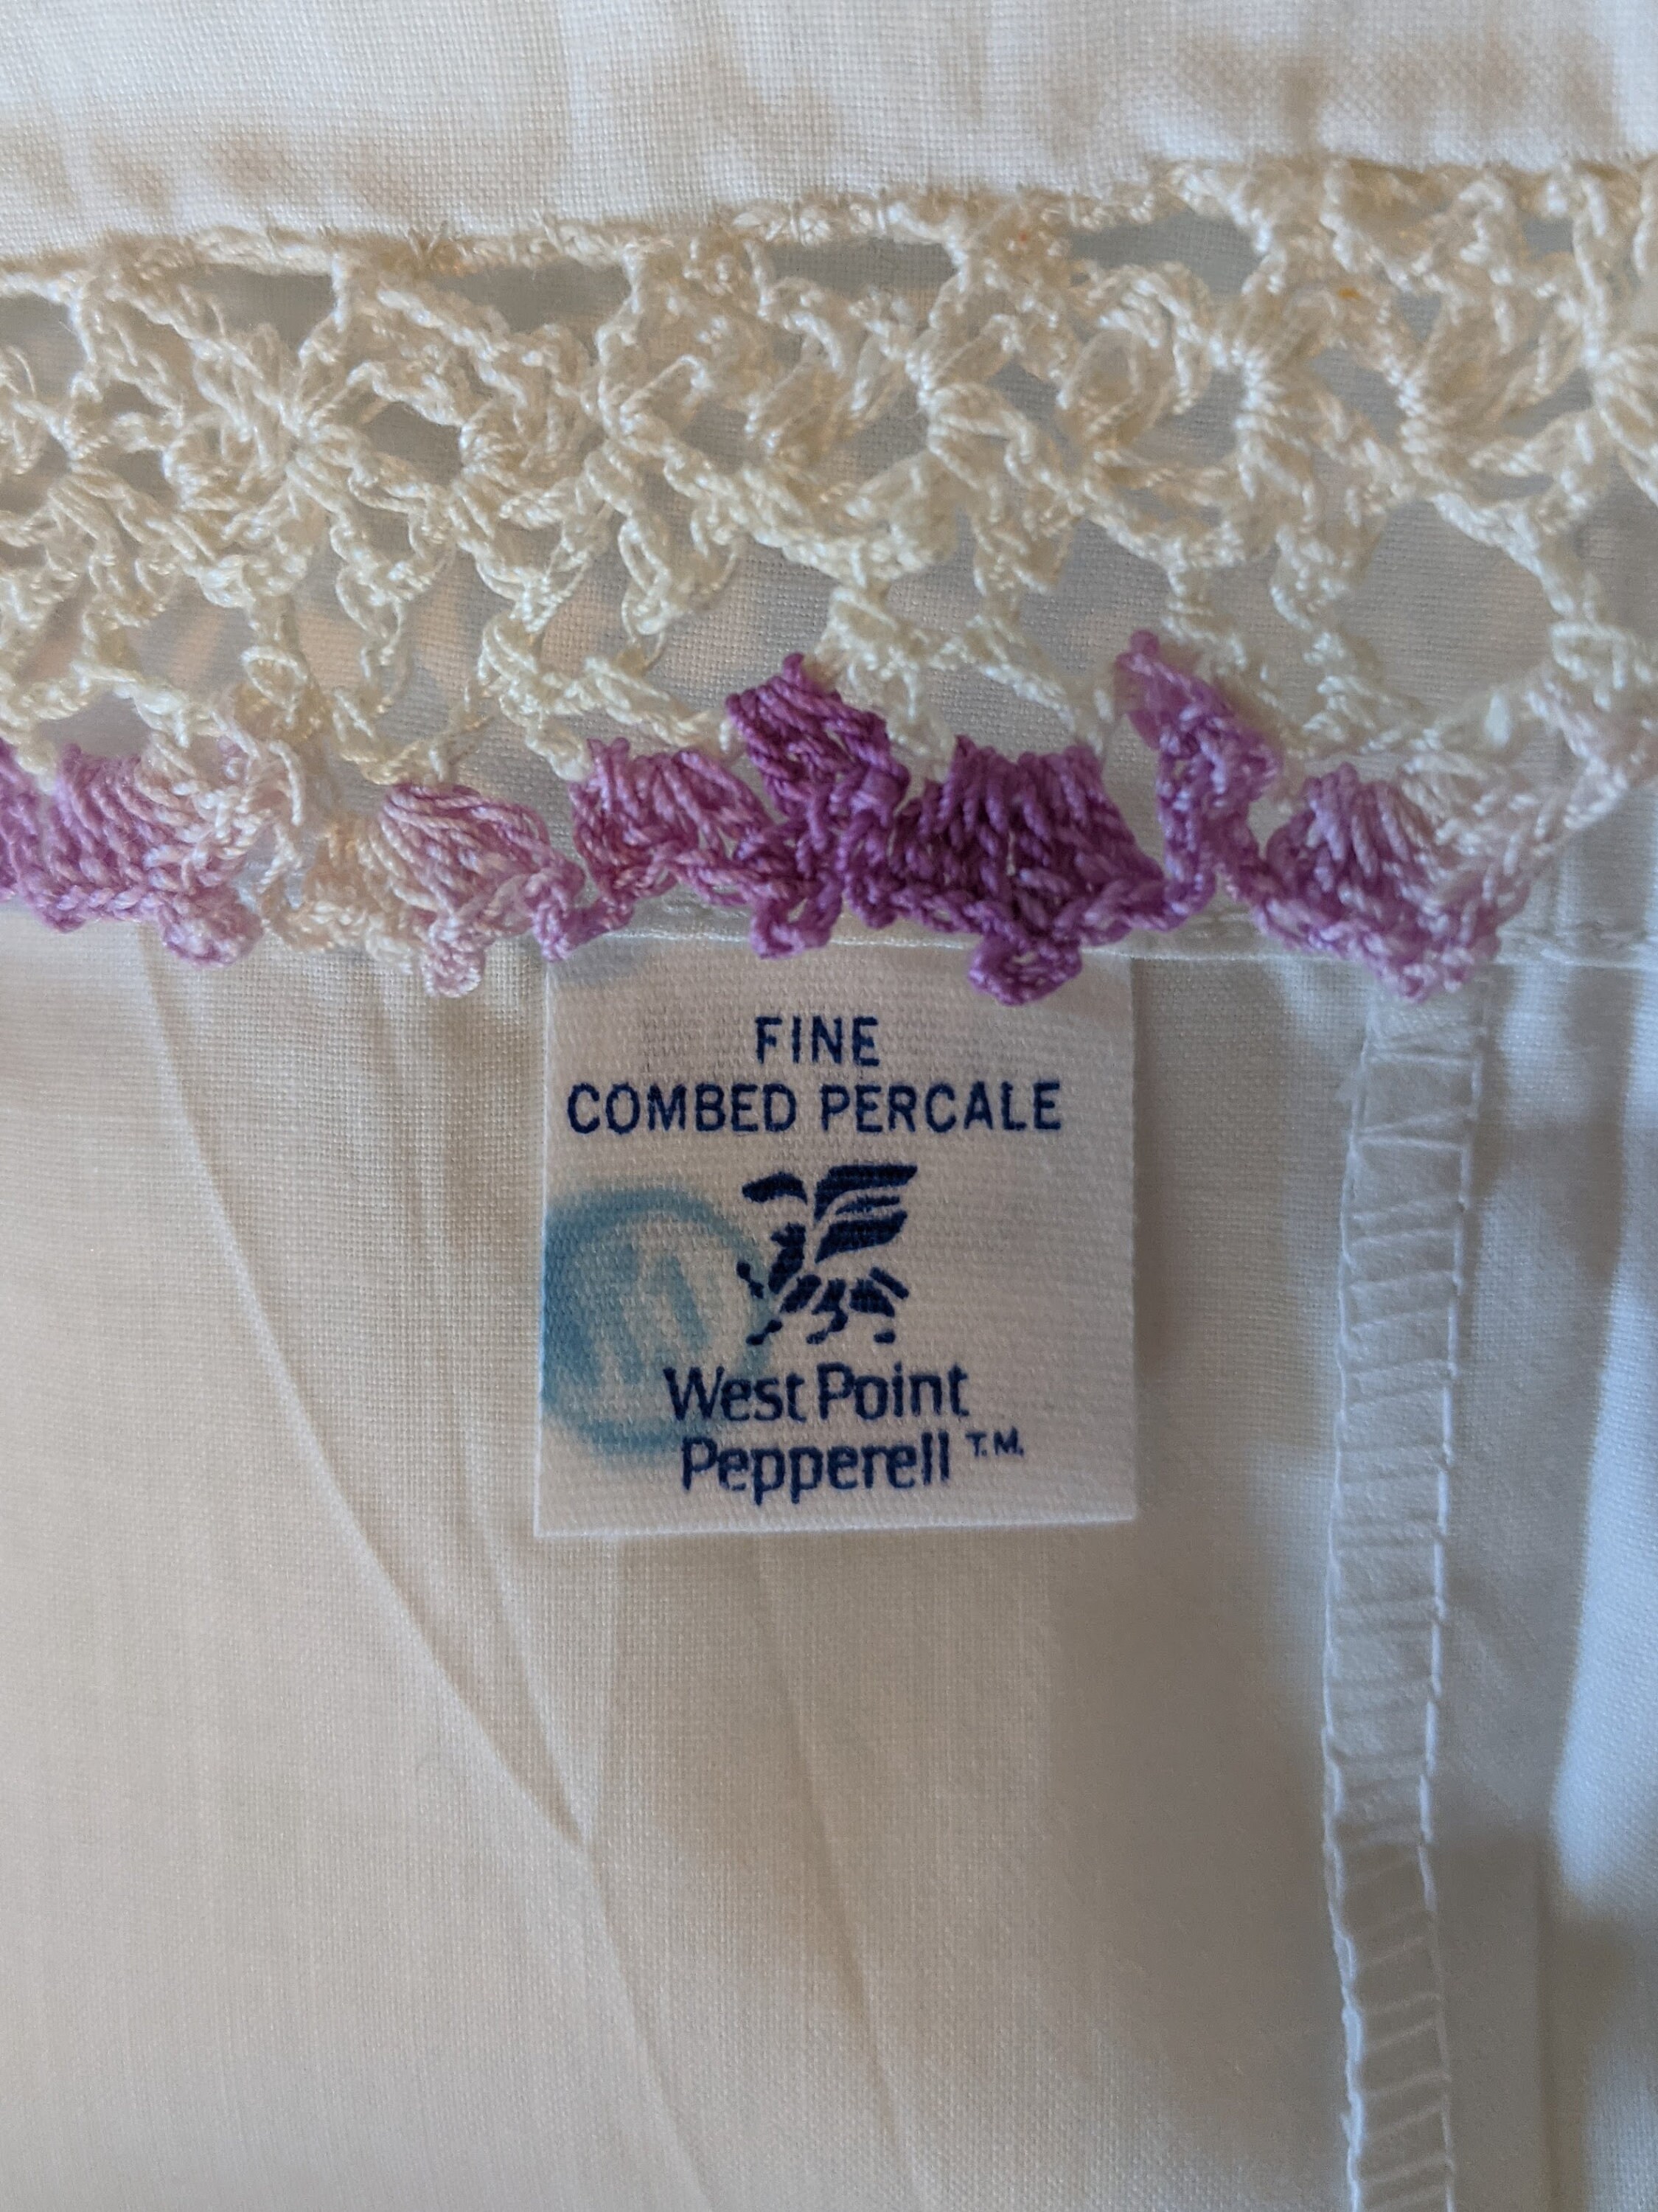 FINE
COMBED PERCALE
West Point
Pepperell T.M.